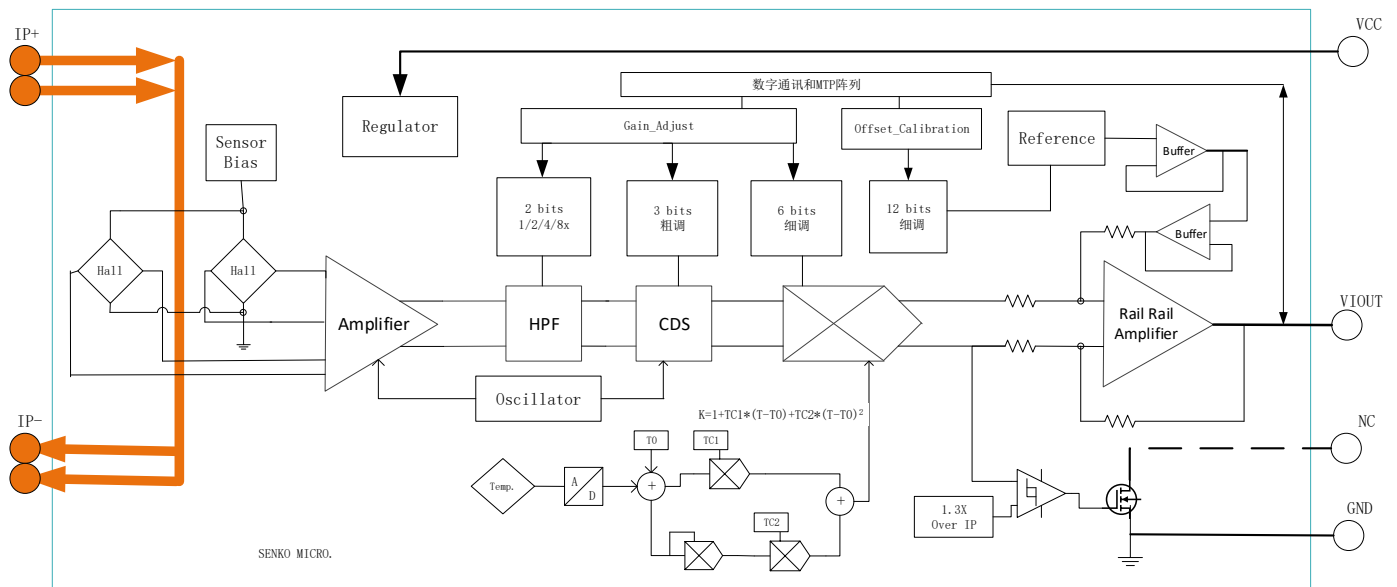 IP+
VCC
数字通讯和MTP阵列
Regulator
Gain_Adjust
Offset_Calibration
Reference
Buffer
Sensor
Bias
2 bits
1/2/4/8x
3 bits
粗调
6 bits
细调
12 bits
细调
Buffer
Hall
Hall
Amplifier
HPF
CDS
Rail Rail
Amplifier
VIOUT
Oscillator
K=1+TC1*(T-T0)+TC2*(T-T0)²
IP-
NC
T0
TC1
Temp.
A
D
+
+
1.3X
Over IP
GND
TC2
SENKO MICRO.